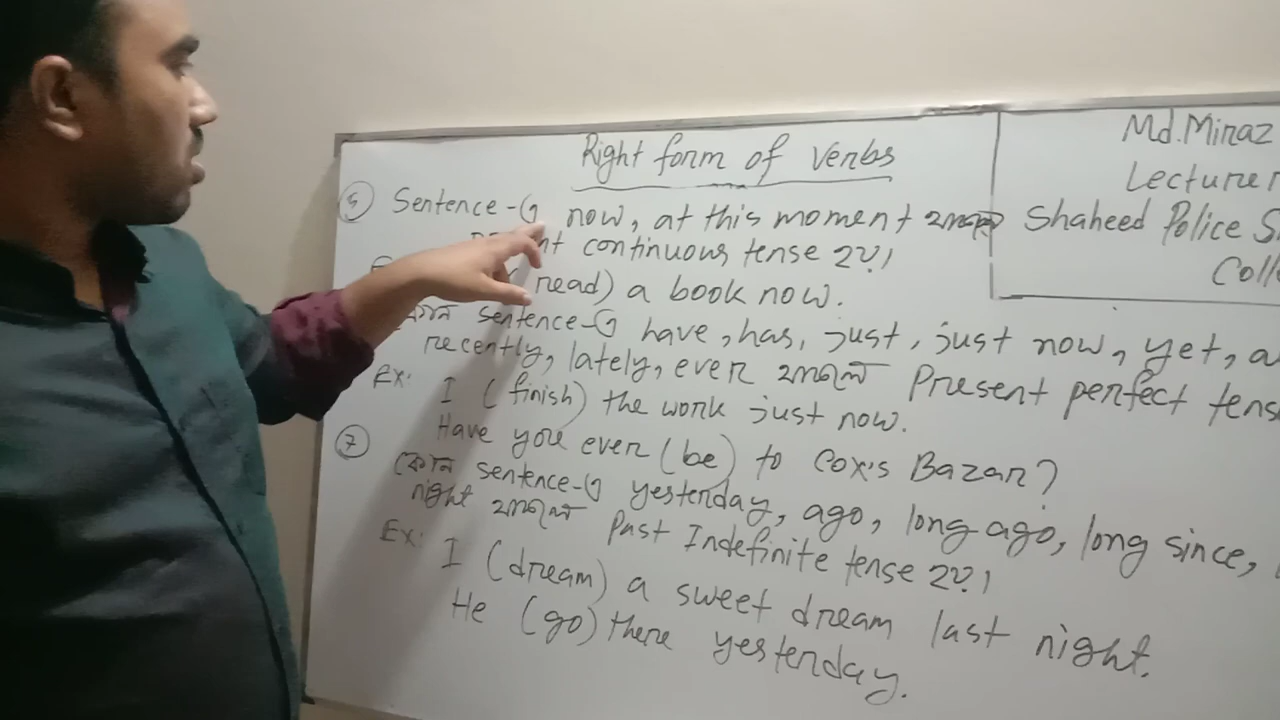 Right form of Verbs
Md.Miraz
Lecturer
Shaheed Police S
Coll
⑤ Sentence-এ now, at this moment থাকলে
continuous tense হয়।
read) a book now.
কোন sentence-এ have, has, just, just now, yet, a
recently, lately, ever থাকলে Present perfect tens
Ex: I (finish) the work just now.
Have you ever (be) to Cox's Bazar?
⑦ কোন sentence-এ yesterday, ago, long ago, long since,
night থাকলে Past Indefinite tense হয়।
Ex: I (dream) a sweet dream last night.
He (go) there yesterday.